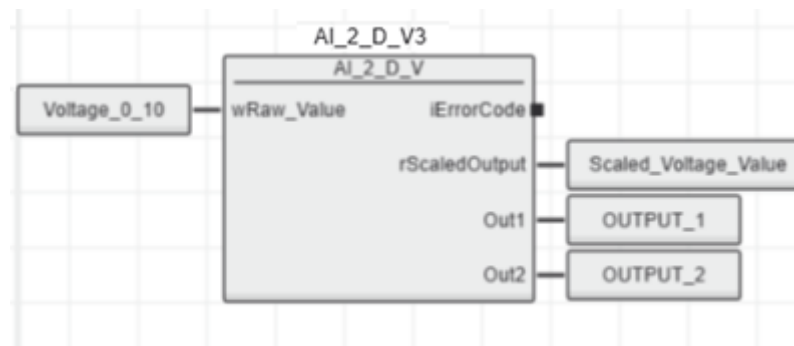 AI_2_D_V3
AI_2_D_V
Voltage_0_10 wRaw_Value iErrorCode
rScaledOutput Scaled_Voltage_Value
Out1 OUTPUT_1
Out2 OUTPUT_2